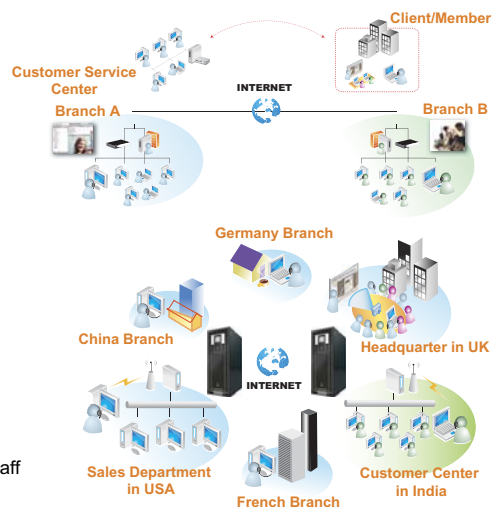 Client/Member
Customer Service
Center
INTERNET
Branch A
Branch B
Germany Branch
China Branch
Headquarter in UK
INTERNET
aff
Sales Department
in USA
Customer Center
in India
French Branch